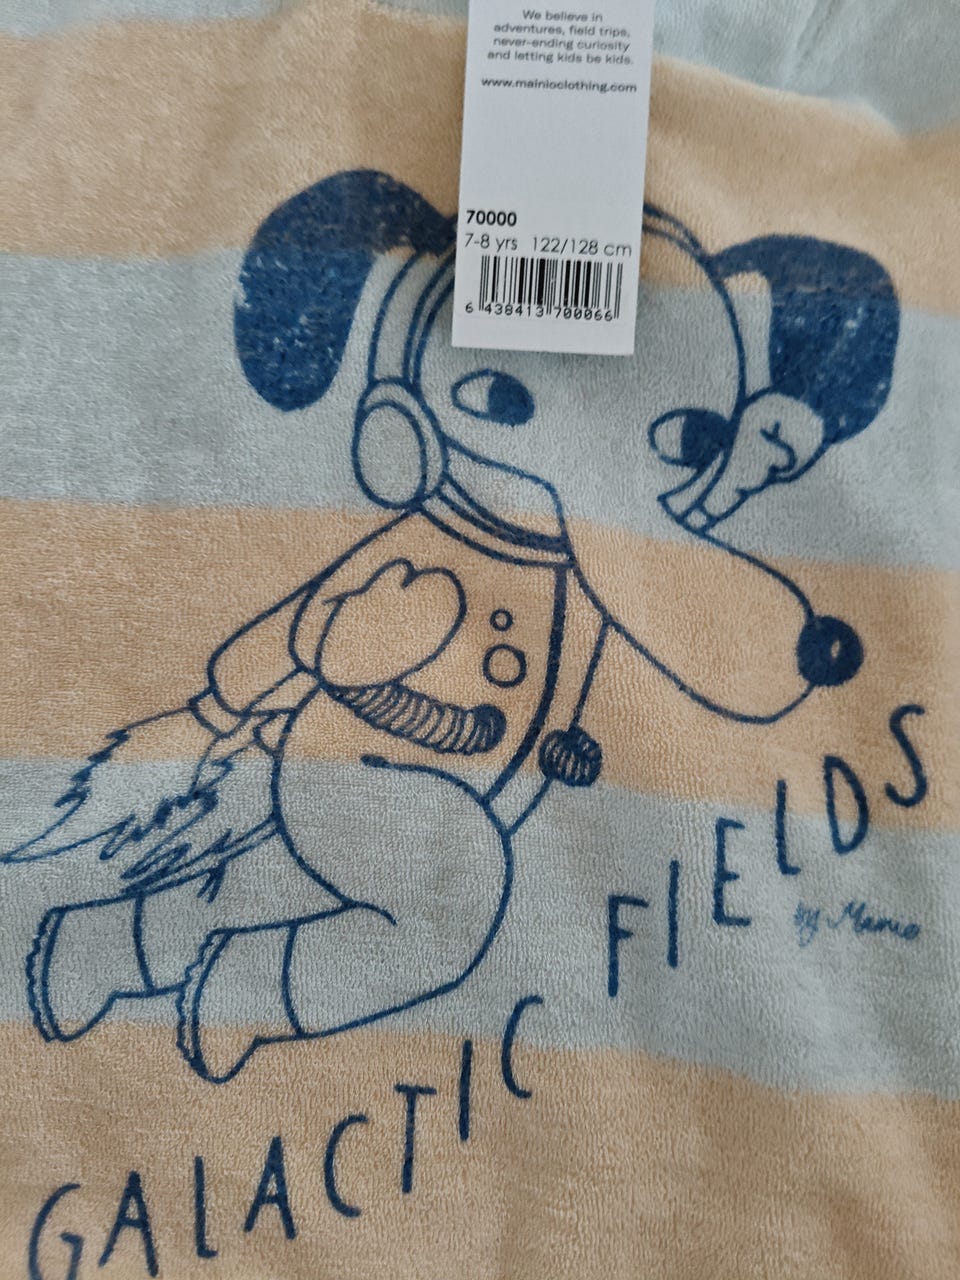 We believe in
adventures, field trips,
never-ending curiosity
and letting kids be kids.
www.mainioclothing.com
70000
7-8 yrs 122/128 cm
6 438413 700066
GALACTIC FIELDS
by Mainio